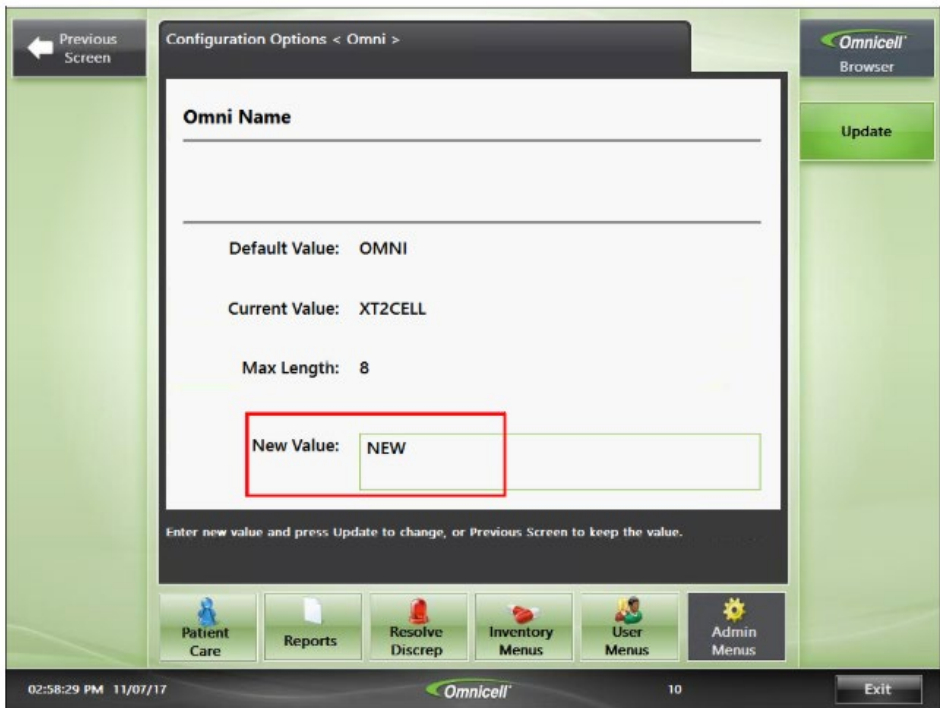 Previous
Screen
Configuration Options < Omni >
Omnicell
Browser
Update
Omni Name
Default Value: OMNI
Current Value: XT2CELL
Max Length: 8
New Value: NEW
Enter new value and press Update to change, or Previous Screen to keep the value.
Patient
Care
Reports
Resolve
Discrep
Inventory
Menus
User
Menus
Admin
Menus
02:58:29 PM 11/07/17
Omnicell
10
Exit